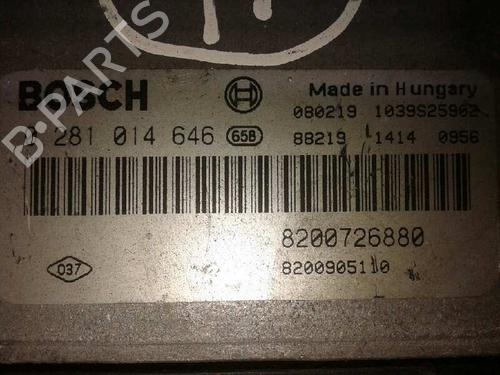 BOSCH
Made in Hungary
080219 1039S25962
281 014 646 65B
88219 1414 0956
8200726880
037
8200905110
B-PARTS